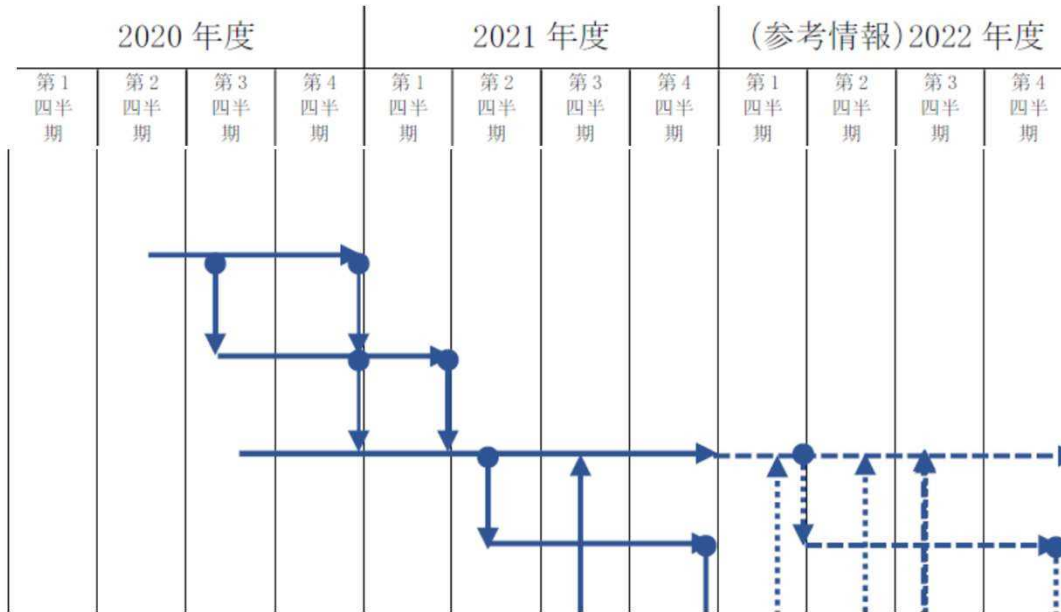 2020 年度 2021 年度 (参考情報)2022 年度
第1 第2 第3 第4 第1 第2 第3 第4 第1 第2 第3 第4
四半 四半 四半 四半 四半 四半 四半 四半 四半 四半 四半 四半
期 期 期 期 期 期 期 期 期 期 期 期